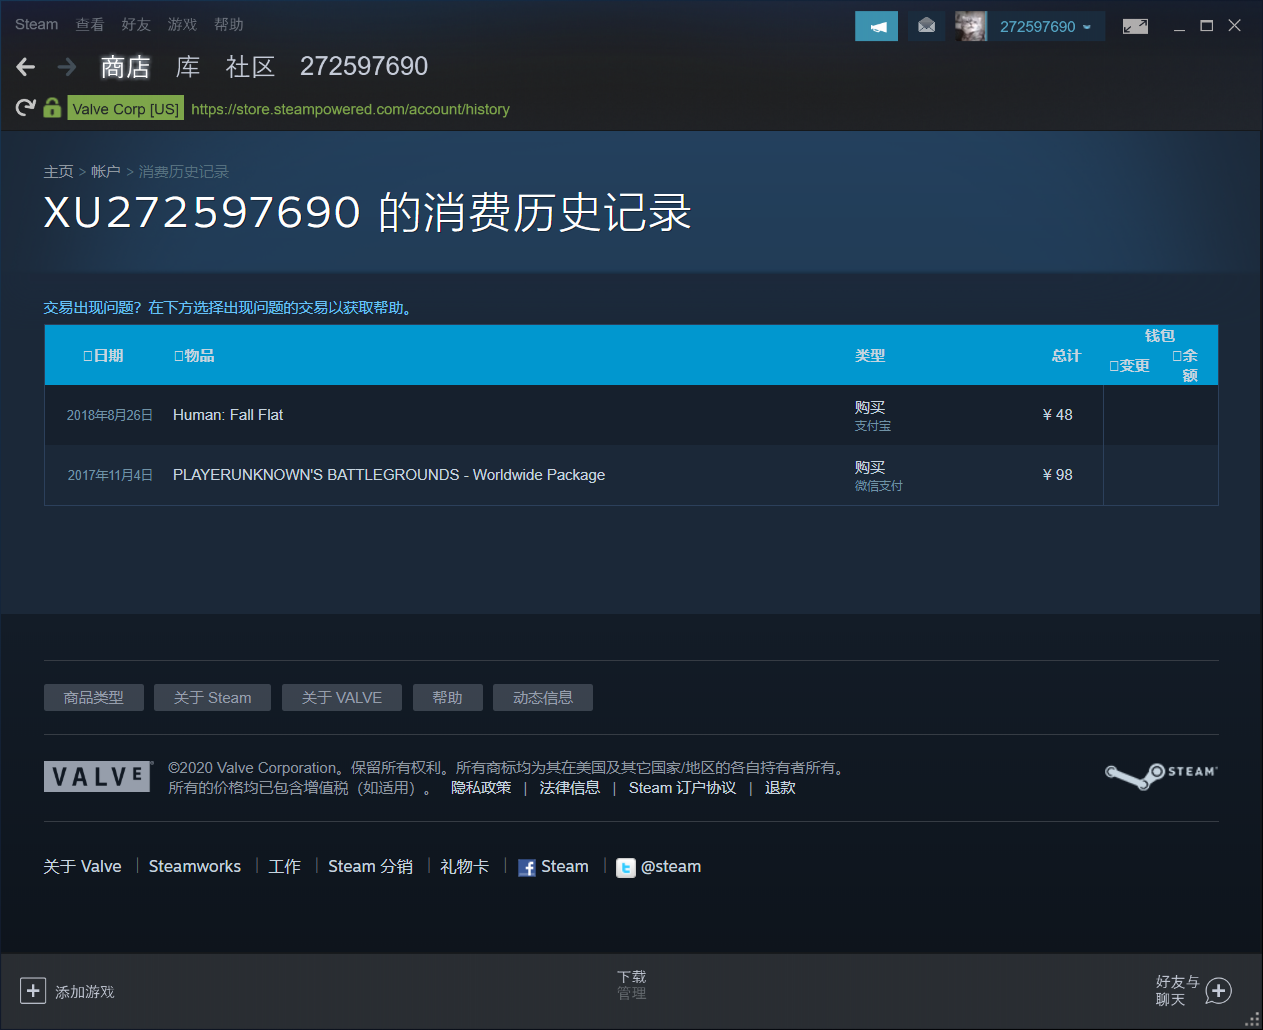 Steam 查看 好友 游戏 帮助
272597690
商店 库 社区 272597690
Valve Corp [US] https://store.steampowered.com/account/history
主页 > 帐户 > 消费历史记录
XU272597690 的消费历史记录
交易出现问题？在下方选择出现问题的交易以获取帮助。
日期 物品 类型 总计 钱包
变更 余额
2018年8月26日 Human: Fall Flat 购买 ¥ 48
支付宝
2017年11月4日 PLAYERUNKNOWN'S BATTLEGROUNDS - Worldwide Package 购买 ¥ 98
微信支付
商品类型 关于 Steam 关于 VALVE 帮助 动态信息
VALVE ©2020 Valve Corporation。保留所有权利。所有商标均为其在美国及其它国家/地区的各自持有者所有。 STEAM
所有的价格均已包含增值税（如适用）。 隐私政策 | 法律信息 | Steam 订户协议 | 退款
关于 Valve | Steamworks | 工作 | Steam 分销 | 礼物卡 | Steam | @steam
添加游戏
下载
管理
好友与
聊天